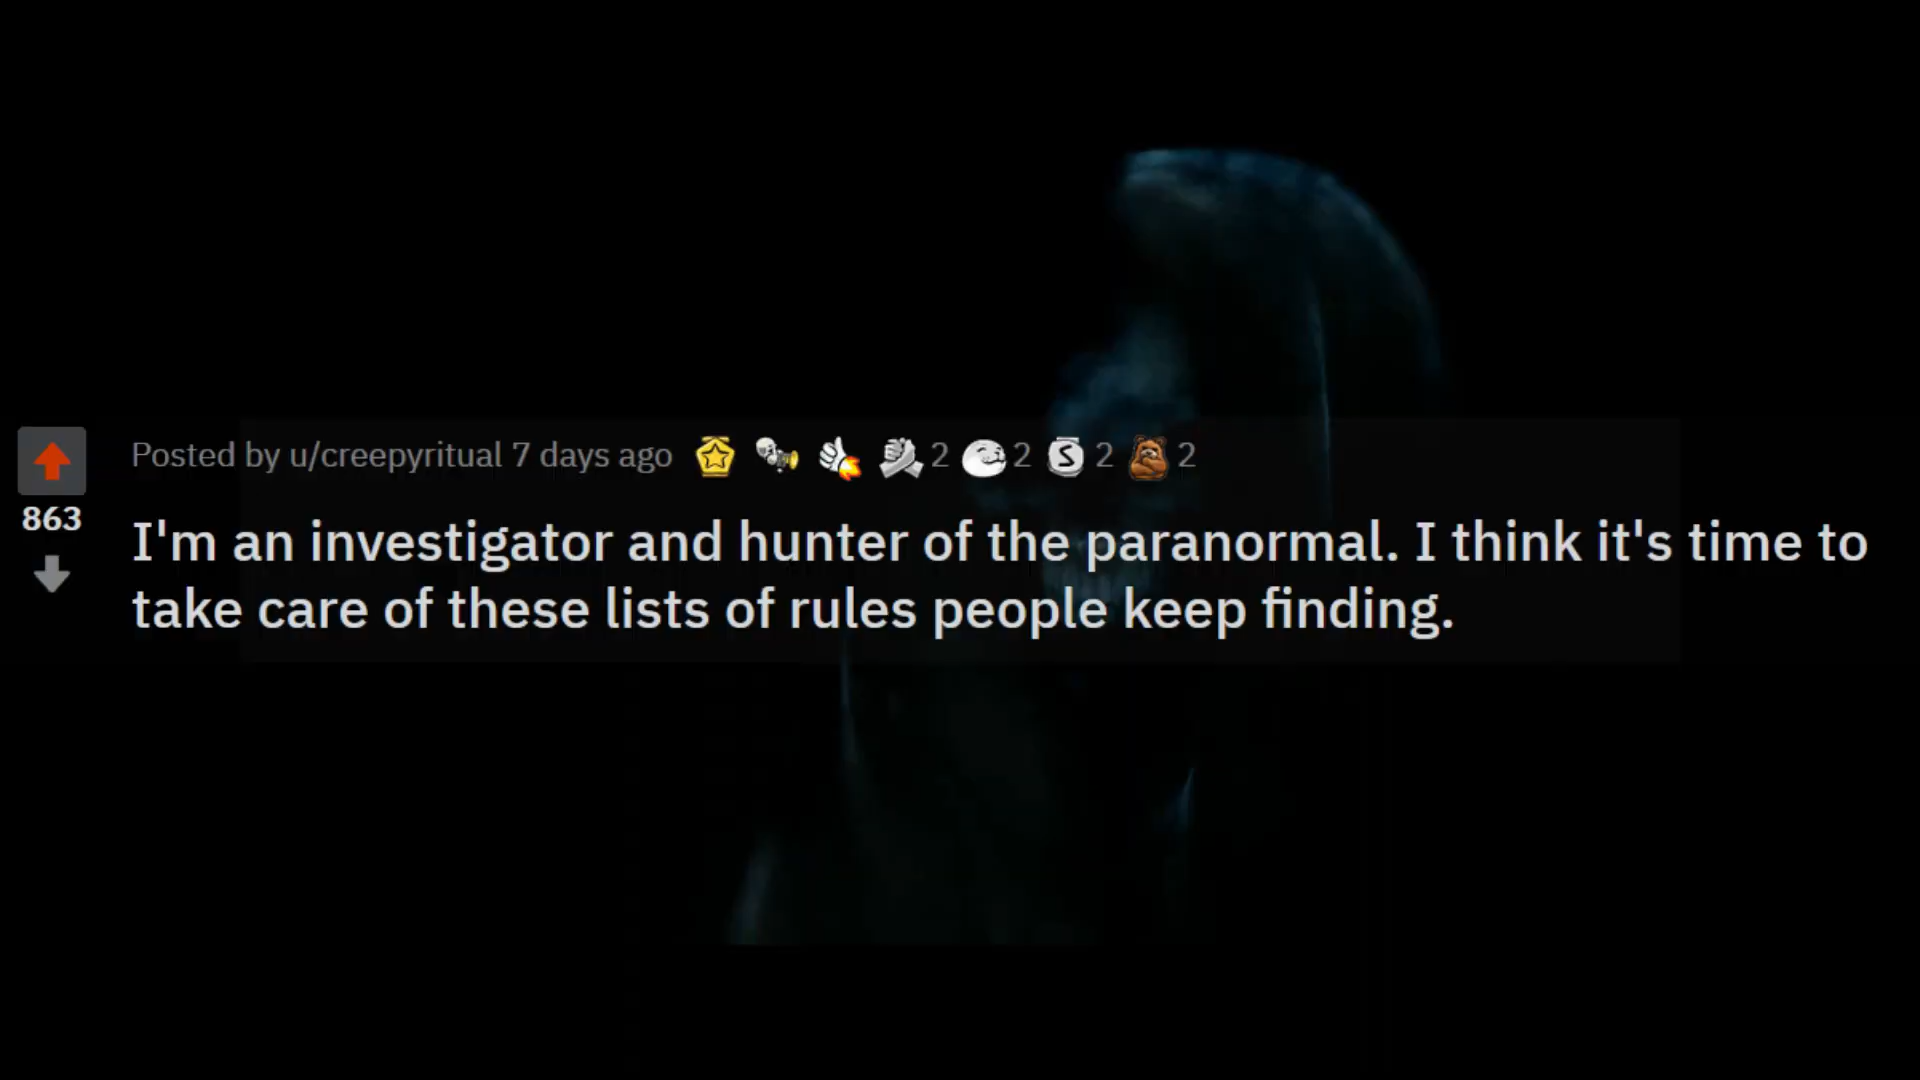 Posted by u/creepyritual 7 days ago 2 2 2 2
863
I'm an investigator and hunter of the paranormal. I think it's time to
take care of these lists of rules people keep finding.